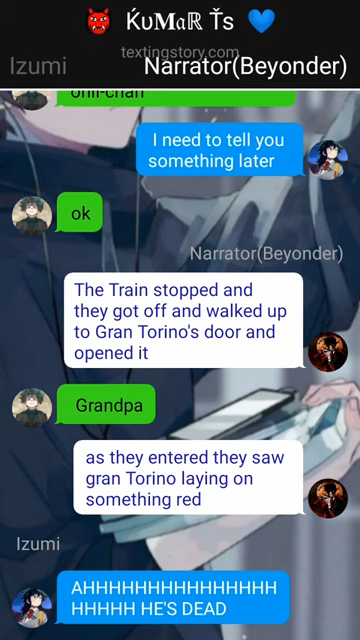 👹 ḰυMαℝ Ťs 💙
textingstory.com
Izumi Narrator(Beyonder)
onii-chan
I need to tell you
something later
ok
Narrator(Beyonder)
The Train stopped and
they got off and walked up
to Gran Torino's door and
opened it
Grandpa
as they entered they saw
gran Torino laying on
something red
Izumi
AHHHHHHHHHHHHHHH
HHHHH HE'S DEAD